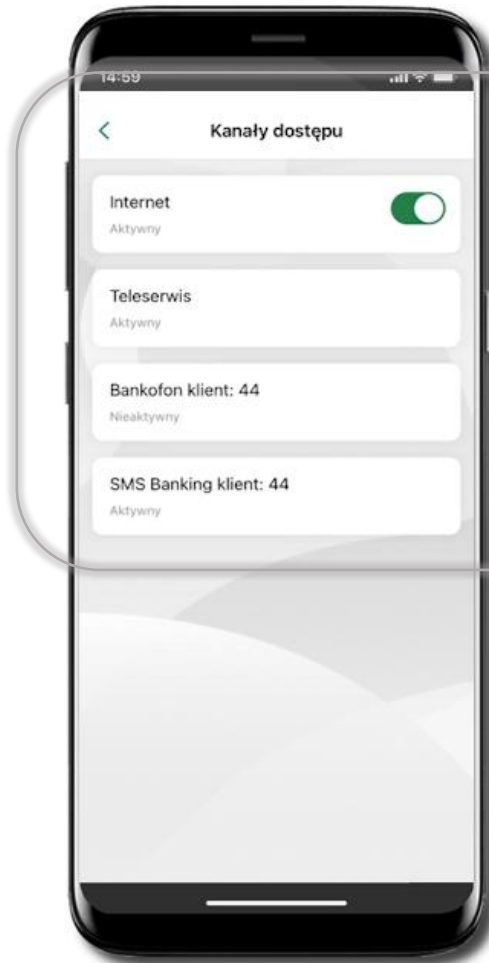 14:59
Kanały dostępu
Internet
Aktywny
Teleserwis
Aktywny
Bankofon klient: 44
Nieaktywny
SMS Banking klient: 44
Aktywny